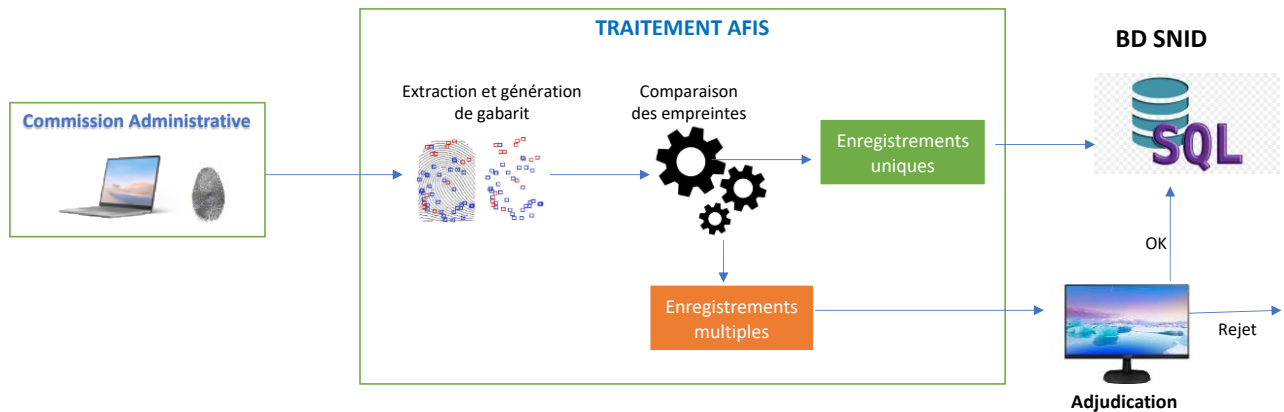 TRAITEMENT AFIS
BD SNID
Commission Administrative
Extraction et génération
de gabarit
Comparaison
des empreintes
Enregistrements
uniques
SQL
OK
Enregistrements
multiples
Rejet
Adjudication